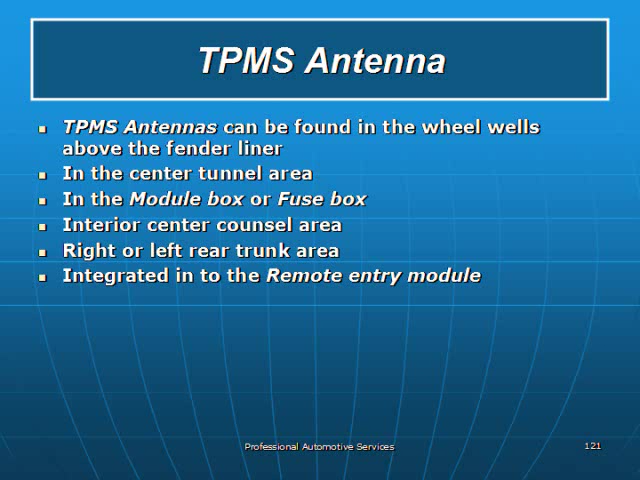 TPMS Antenna
TPMS Antennas can be found in the wheel wells
above the fender liner
In the center tunnel area
In the Module box or Fuse box
Interior center counsel area
Right or left rear trunk area
Integrated in to the Remote entry module
Professional Automotive Services
121